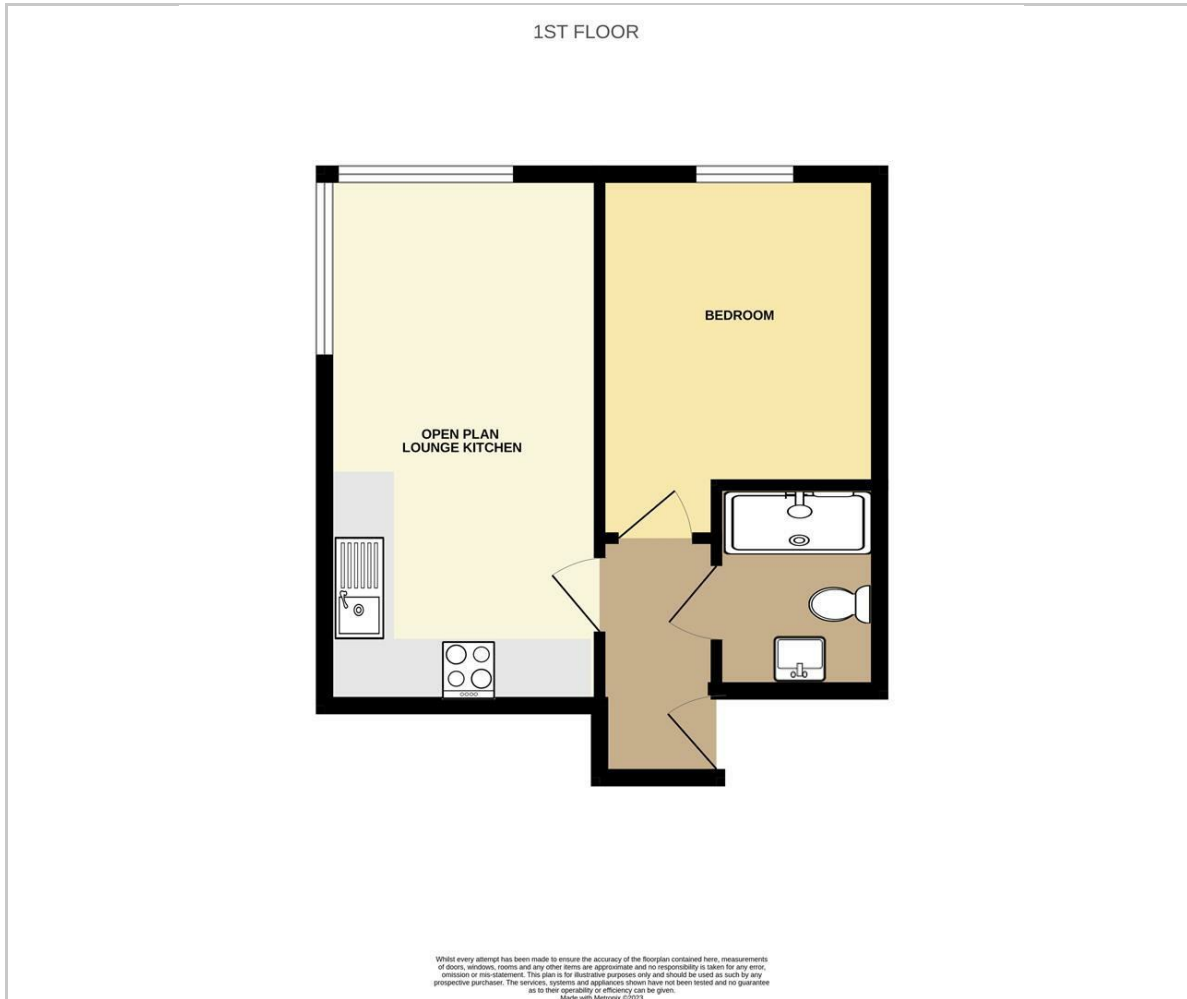 1ST FLOOR
BEDROOM
OPEN PLAN
LOUNGE KITCHEN
Whilst every attempt has been made to ensure the accuracy of the floorplan contained here, measurements
of doors, windows, rooms and any other items are approximate and no responsibility is taken for any error,
omission or mis-statement. This plan is for illustrative purposes only and should be used as such by any
prospective purchaser. The services, systems and appliances shown have not been tested and no guarantee
as to their operability or efficiency can be given.
Made with Metropix ©2023